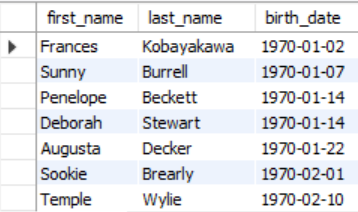 first_name last_name birth_date
Frances Kobayakawa 1970-01-02
Sunny Burrell 1970-01-07
Penelope Beckett 1970-01-14
Deborah Stewart 1970-01-14
Augusta Decker 1970-01-22
Sookie Brearly 1970-02-01
Temple Wylie 1970-02-10